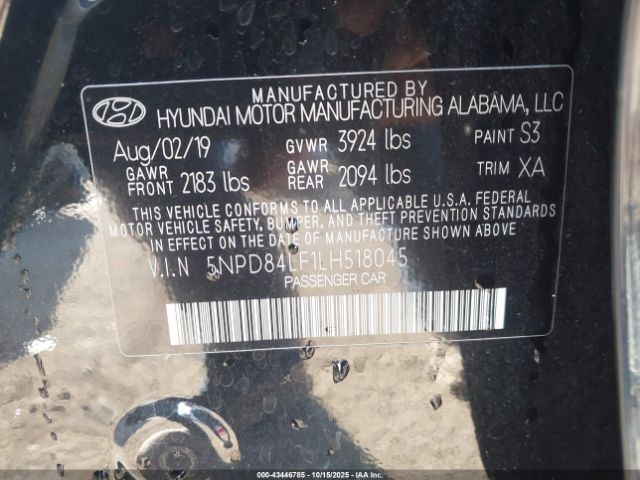 MANUFACTURED BY
HYUNDAI MOTOR MANUFACTURING ALABAMA, LLC
Aug/02/19 GVWR 3924 lbs PAINT S3
GAWR FRONT 2183 lbs GAWR REAR 2094 lbs TRIM XA
THIS VEHICLE CONFORMS TO ALL APPLICABLE U.S.A. FEDERAL
MOTOR VEHICLE SAFETY, BUMPER, AND THEFT PREVENTION STANDARDS
IN EFFECT ON THE DATE OF MANUFACTURE SHOWN ABOVE.
V.I.N 5NPD84LF1LH518045
PASSENGER CAR
000-43446785 - 10/15/2025 - IAA Inc.